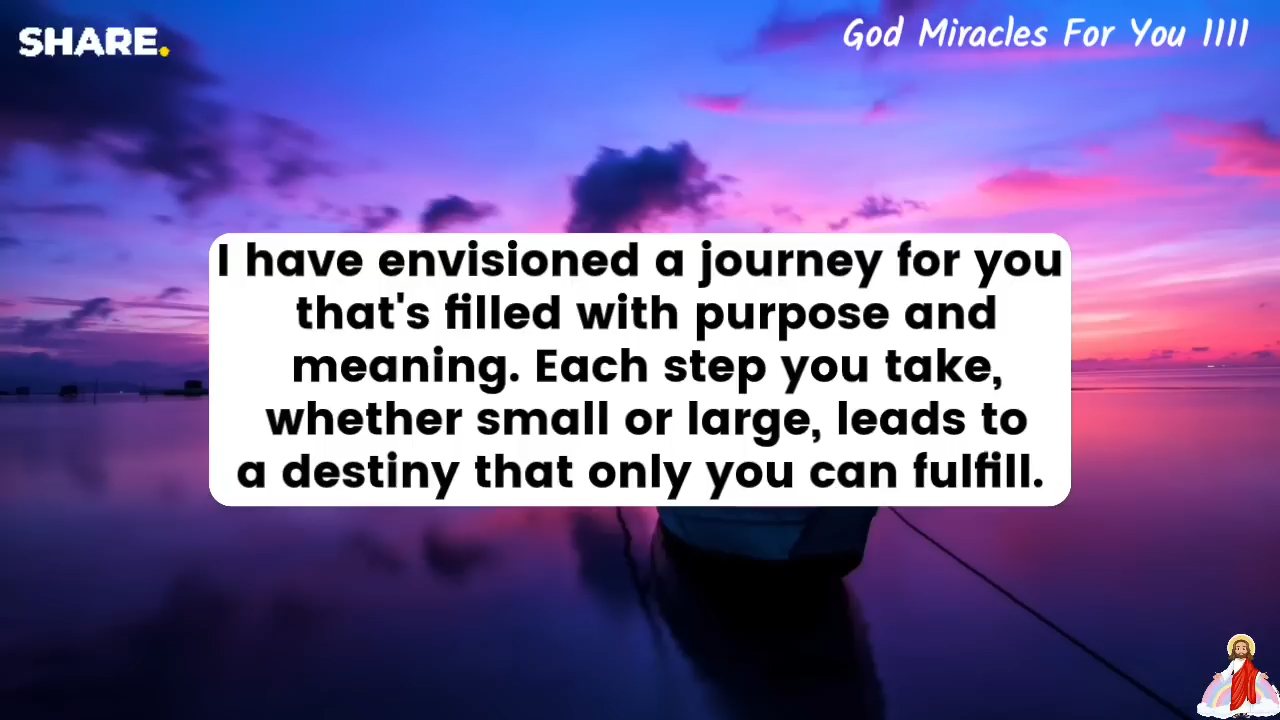 SHARE.
God Miracles For You 1111
I have envisioned a journey for you
that's filled with purpose and
meaning. Each step you take,
whether small or large, leads to
a destiny that only you can fulfill.